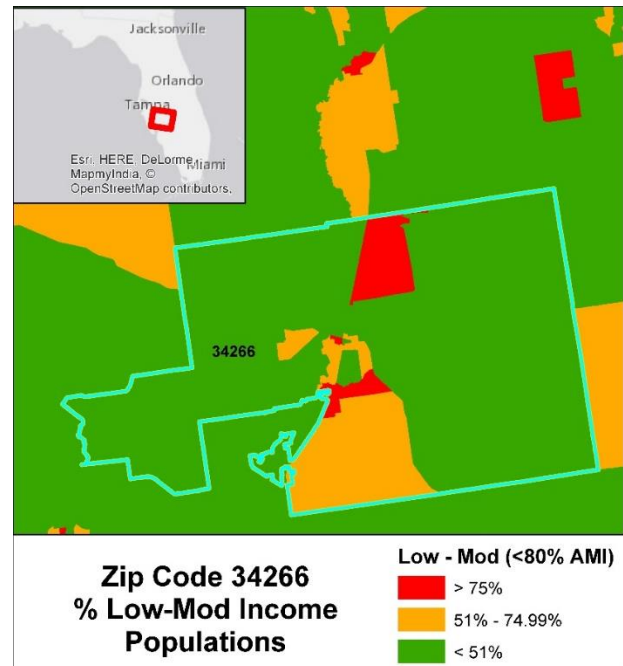 Jacksonville
Orlando
Tampa
Miami
Esri, HERE, DeLorme,
MapmyIndia, ©
OpenStreetMap contributors,
34266
Zip Code 34266
% Low-Mod Income
Populations
Low - Mod (<80% AMI)
> 75%
51% - 74.99%
< 51%